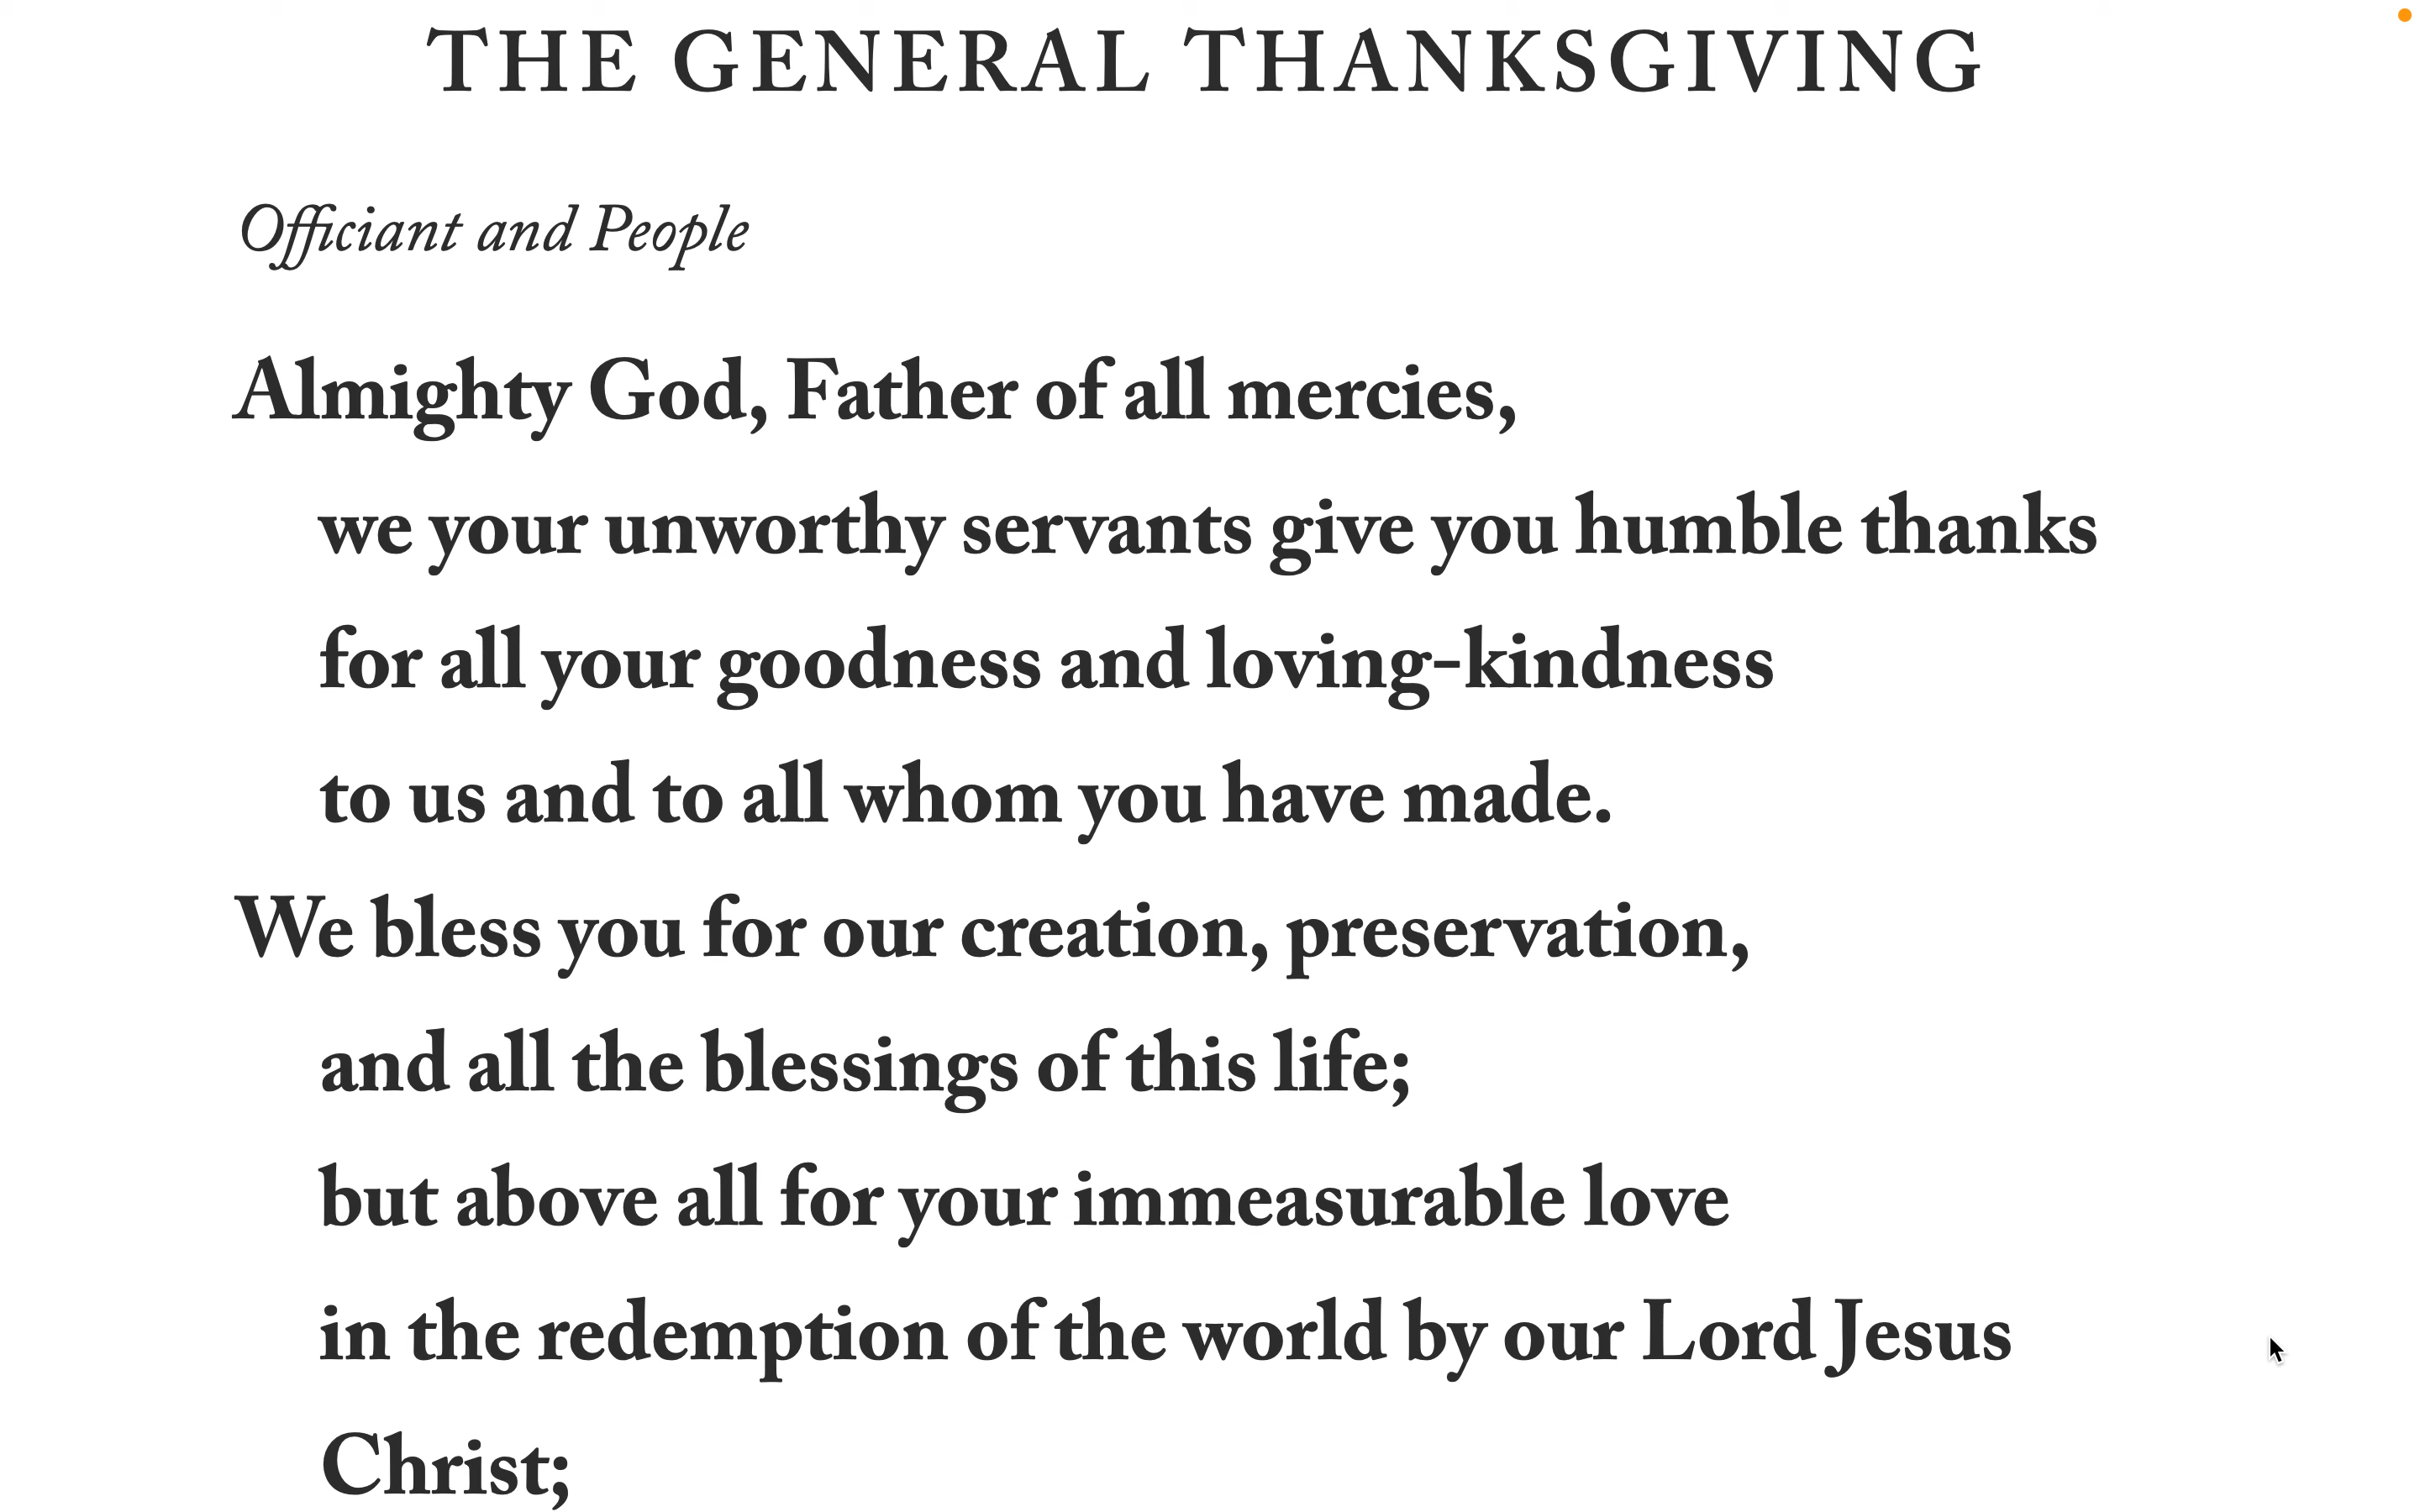 THE GENERAL THANKSGIVING
Officiant and People
Almighty God, Father of all mercies,
we your unworthy servants give you humble thanks
for all your goodness and loving-kindness
to us and to all whom you have made.
We bless you for our creation, preservation,
and all the blessings of this life;
but above all for your immeasurable love
in the redemption of the world by our Lord Jesus
Christ;